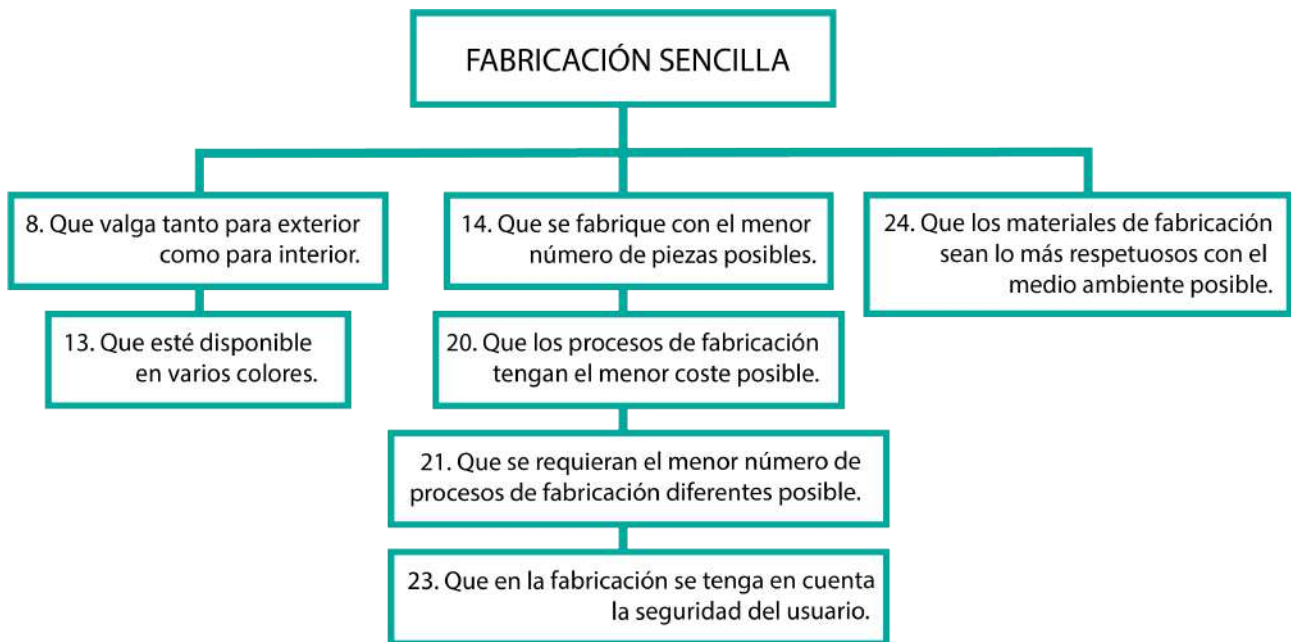 FABRICACIÓN SENCILLA
8. Que valga tanto para exterior
como para interior.
13. Que esté disponible
en varios colores.
14. Que se fabrique con el menor
número de piezas posibles.
20. Que los procesos de fabricación
tengan el menor coste posible.
21. Que se requieran el menor número de
procesos de fabricación diferentes posible.
23. Que en la fabricación se tenga en cuenta
la seguridad del usuario.
24. Que los materiales de fabricación
sean lo más respetuosos con el
medio ambiente posible.